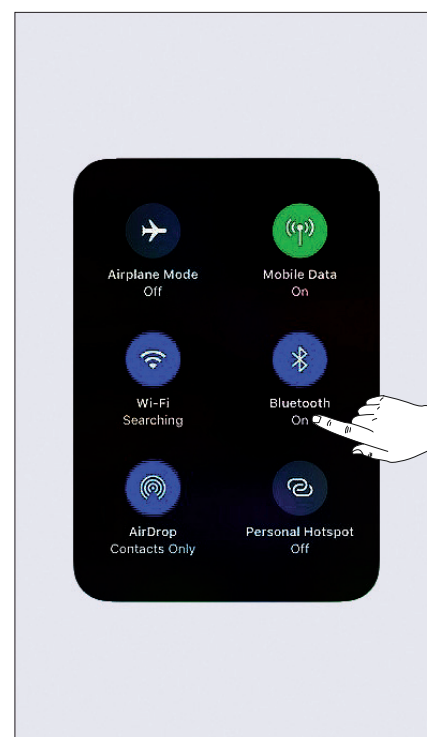 Airplane Mode
Off
Mobile Data
On
Wi-Fi
Searching
Bluetooth
On
AirDrop
Contacts Only
Personal Hotspot
Off